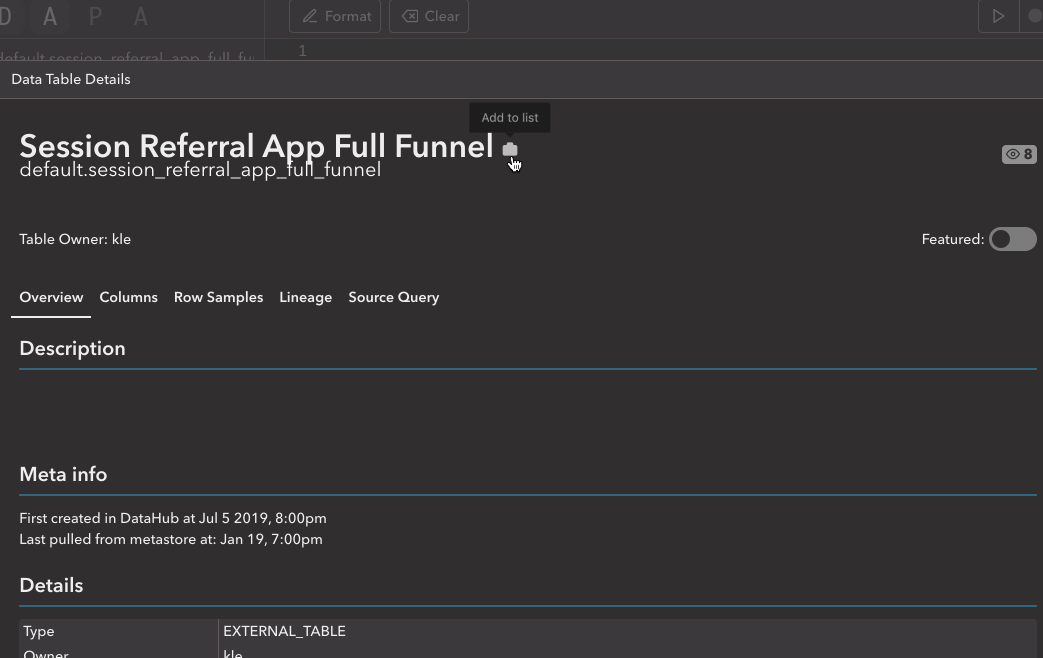 D A P A
Format
Clear
default.session_referral_app_full_fu
1
Data Table Details
Add to list
Session Referral App Full Funnel
default.session_referral_app_full_funnel
8
Table Owner: kle
Featured:
Overview Columns Row Samples Lineage Source Query
Description
Meta info
First created in DataHub at Jul 5 2019, 8:00pm
Last pulled from metastore at: Jan 19, 7:00pm
Details
Type EXTERNAL_TABLE
Owner kle